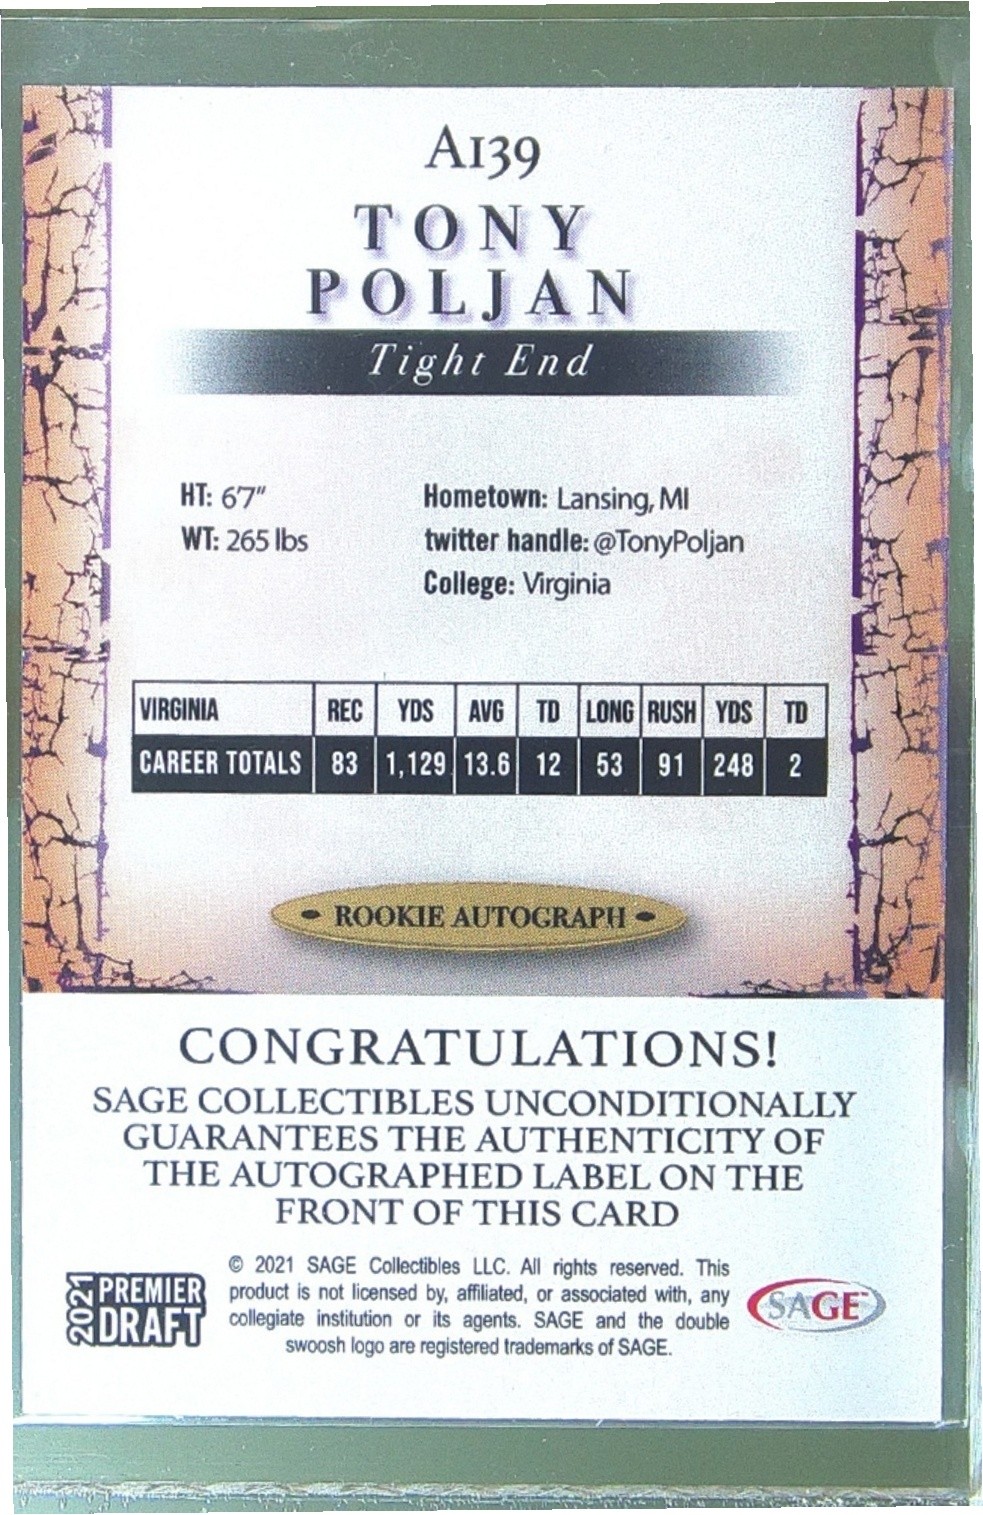 A139
TONY
POLJAN
Tight End
HT: 6'7"
Hometown: Lansing, MI
WT: 265 lbs
twitter handle: @TonyPoljan
College: Virginia
VIRGINIA REC YDS AVG TD LONG RUSH YDS TD
CAREER TOTALS 83 1,129 13.6 12 53 91 248 2
• ROOKIE AUTOGRAPH •
CONGRATULATIONS!
SAGE COLLECTIBLES UNCONDITIONALLY
GUARANTEES THE AUTHENTICITY OF
THE AUTOGRAPHED LABEL ON THE
FRONT OF THIS CARD
© 2021 SAGE Collectibles LLC. All rights reserved. This
product is not licensed by, affiliated, or associated with, any
collegiate institution or its agents. SAGE and the double
swoosh logo are registered trademarks of SAGE.
2021 PREMIER
DRAFT
SAGE